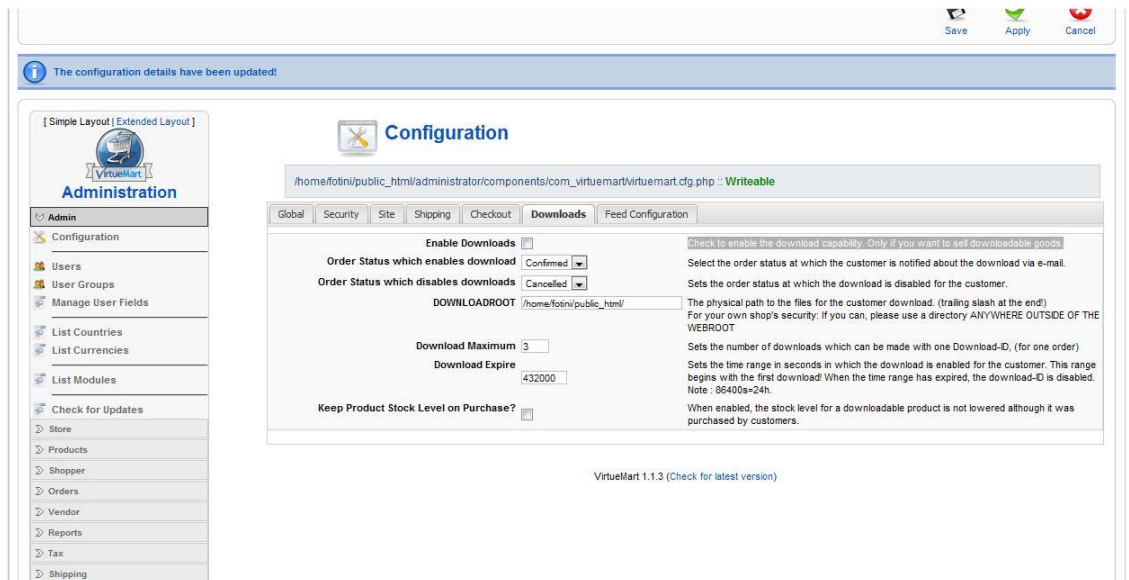 Save Apply Cancel
The configuration details have been updated!
[ Simple Layout | Extended Layout ]
VirtueMart
Administration
Admin
Configuration
Users
User Groups
Manage User Fields
List Countries
List Currencies
List Modules
Check for Updates
Store
Products
Shopper
Orders
Vendor
Reports
Tax
Shipping
Configuration
/home/fotini/public_html/administrator/components/com_virtuemart/virtuemart.cfg.php :: Writeable
Global Security Site Shipping Checkout Downloads Feed Configuration
Enable Downloads Check to enable the download capability. Only if you want to sell downloadable goods.
Order Status which enables download Confirmed Select the order status at which the customer is notified about the download via e-mail.
Order Status which disables downloads Cancelled Sets the order status at which the download is disabled for the customer.
DOWNLOADROOT /home/fotini/public_html/ The physical path to the files for the customer download. (trailing slash at the end!)
For your own shop's security: If you can, please use a directory ANYWHERE OUTSIDE OF THE
WEBROOT
Download Maximum 3 Sets the number of downloads which can be made with one Download-ID, (for one order)
Download Expire Sets the time range in seconds in which the download is enabled for the customer. This range
432000 begins with the first download! When the time range has expired, the download-ID is disabled.
Note : 86400s=24h.
Keep Product Stock Level on Purchase? When enabled, the stock level for a downloadable product is not lowered although it was
purchased by customers.
VirtueMart 1.1.3 (Check for latest version)